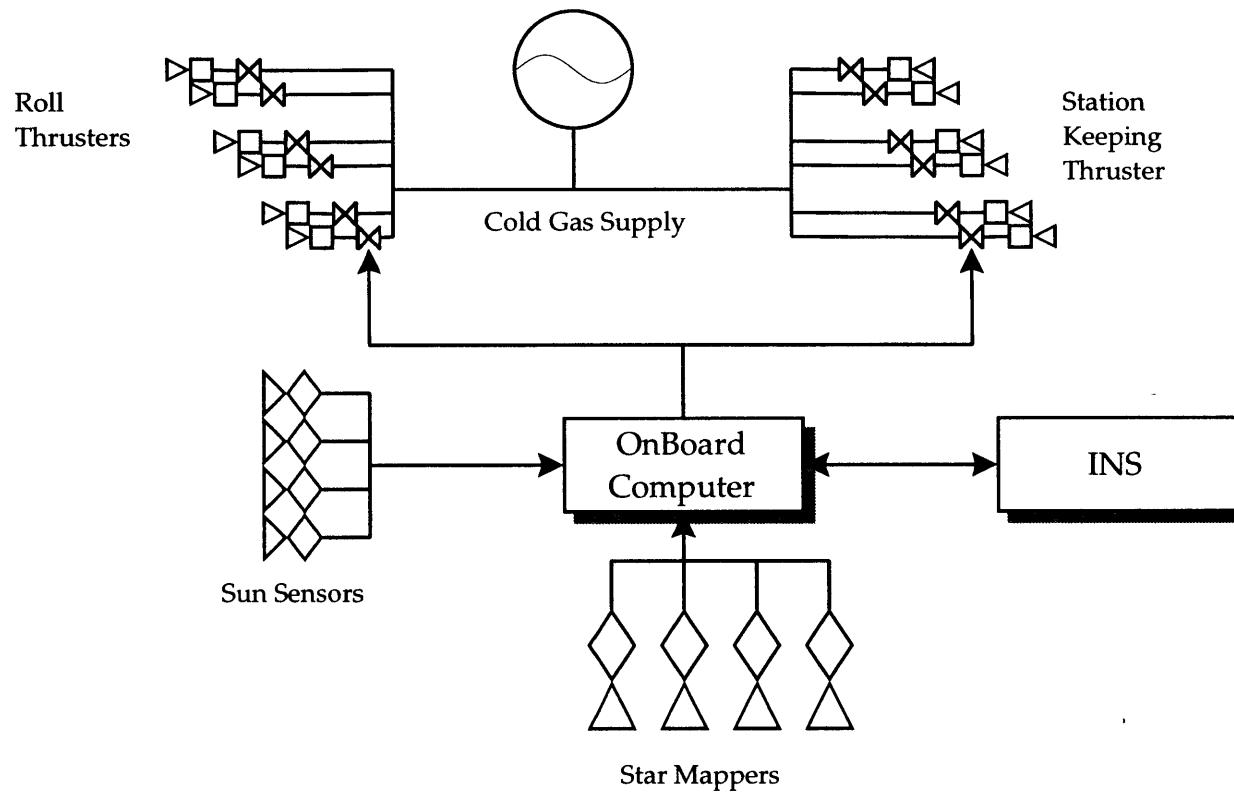 Roll
Thrusters
Station
Keeping
Thruster
Cold Gas Supply
OnBoard
Computer
INS
Sun Sensors
Star Mappers